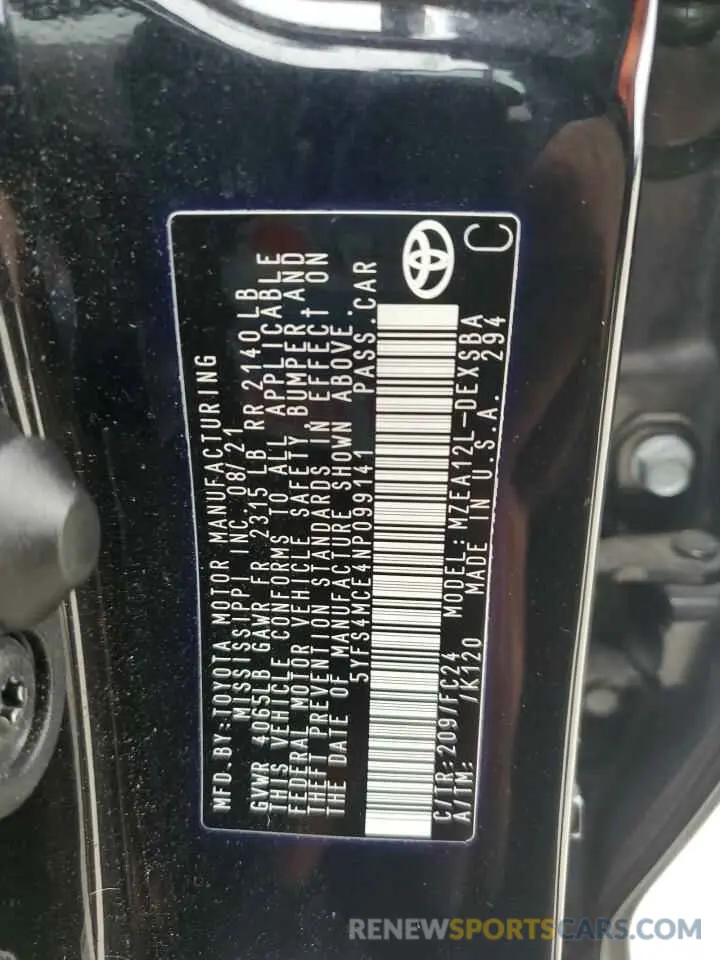 MFD.BY:TOYOTA MOTOR MANUFACTURING
MISSISSIPPI INC. 08/21
GVWR 4065LB GAWR FR 2315 LB RR 2140 LB
THIS VEHICLE CONFORMS TO ALL APPLICABLE
FEDERAL MOTOR VEHICLE SAFETY, BUMPER AND
THEFT PREVENTION STANDARDS IN EFFECT ON
THE DATE OF MANUFACTURE SHOWN ABOVE.
5YFS4MCE4NP099141 PASS.CAR
C/TR:209/FC24 MODEL:MZEA12L-DEXSBA
A/TM: /K120 MADE IN U.S.A. 294
C
RENEWSPORTSCARS.COM